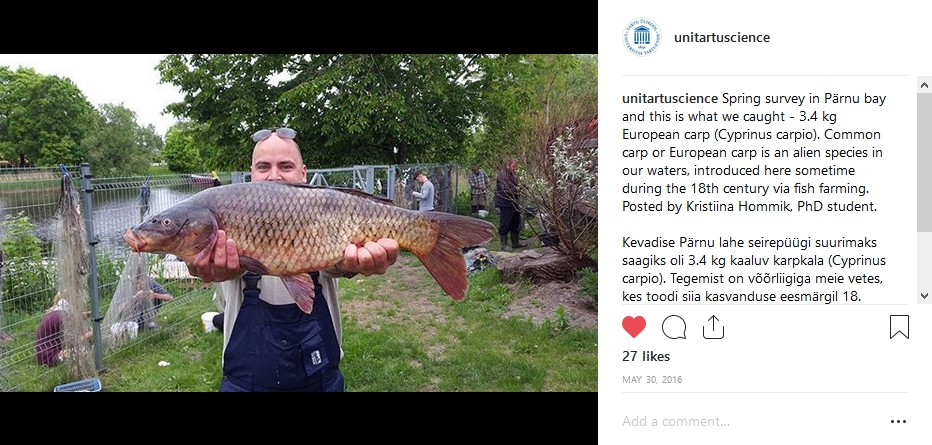 unitartuscience
unitartuscience Spring survey in Pärnu bay
and this is what we caught - 3.4 kg
European carp (Cyprinus carpio). Common
carp or European carp is an alien species in
our waters, introduced here sometime
during the 18th century via fish farming.
Posted by Kristiina Hommik, PhD student.
Kevadise Pärnu lahe seirepüügi suurimaks
saagiks oli 3.4 kg kaaluv karpkala (Cyprinus
carpio). Tegemist on võõrliigiga meie vetes,
kes toodi siia kasvanduse eesmärgil 18.
27 likes
MAY 30, 2016
Add a comment...